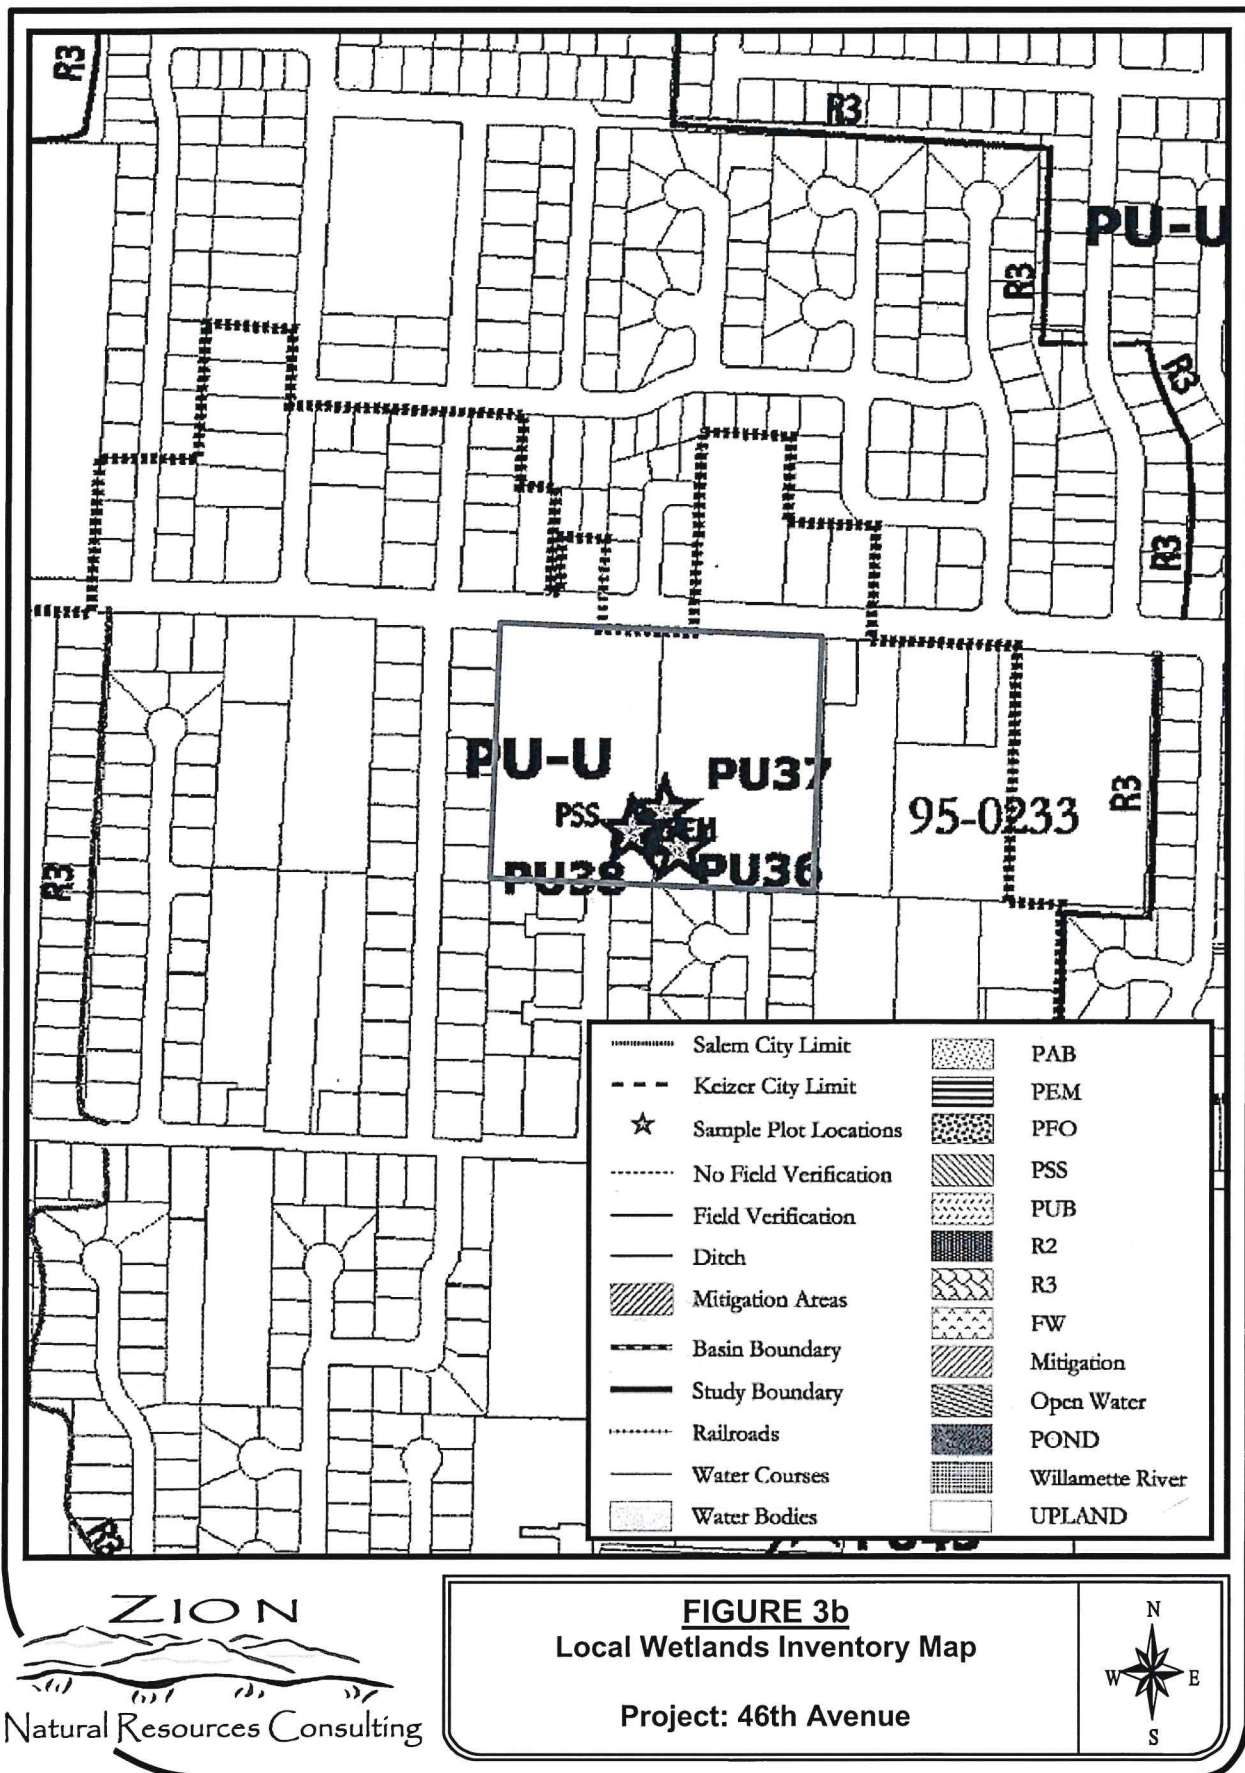 R3
R3
PU-U
R3
R3
R3
PU-U
PU37
PSS
PU38
PU36
95-0233
R3
R3
R3
Salem City Limit
Keizer City Limit
Sample Plot Locations
No Field Verification
Field Verification
Ditch
Mitigation Areas
Basin Boundary
Study Boundary
Railroads
Water Courses
Water Bodies
PAB
PEM
PFO
PSS
PUB
R2
R3
FW
Mitigation
Open Water
POND
Willamette River
UPLAND
ZION
Natural Resources Consulting
FIGURE 3b
Local Wetlands Inventory Map
Project: 46th Avenue
N
W
E
S